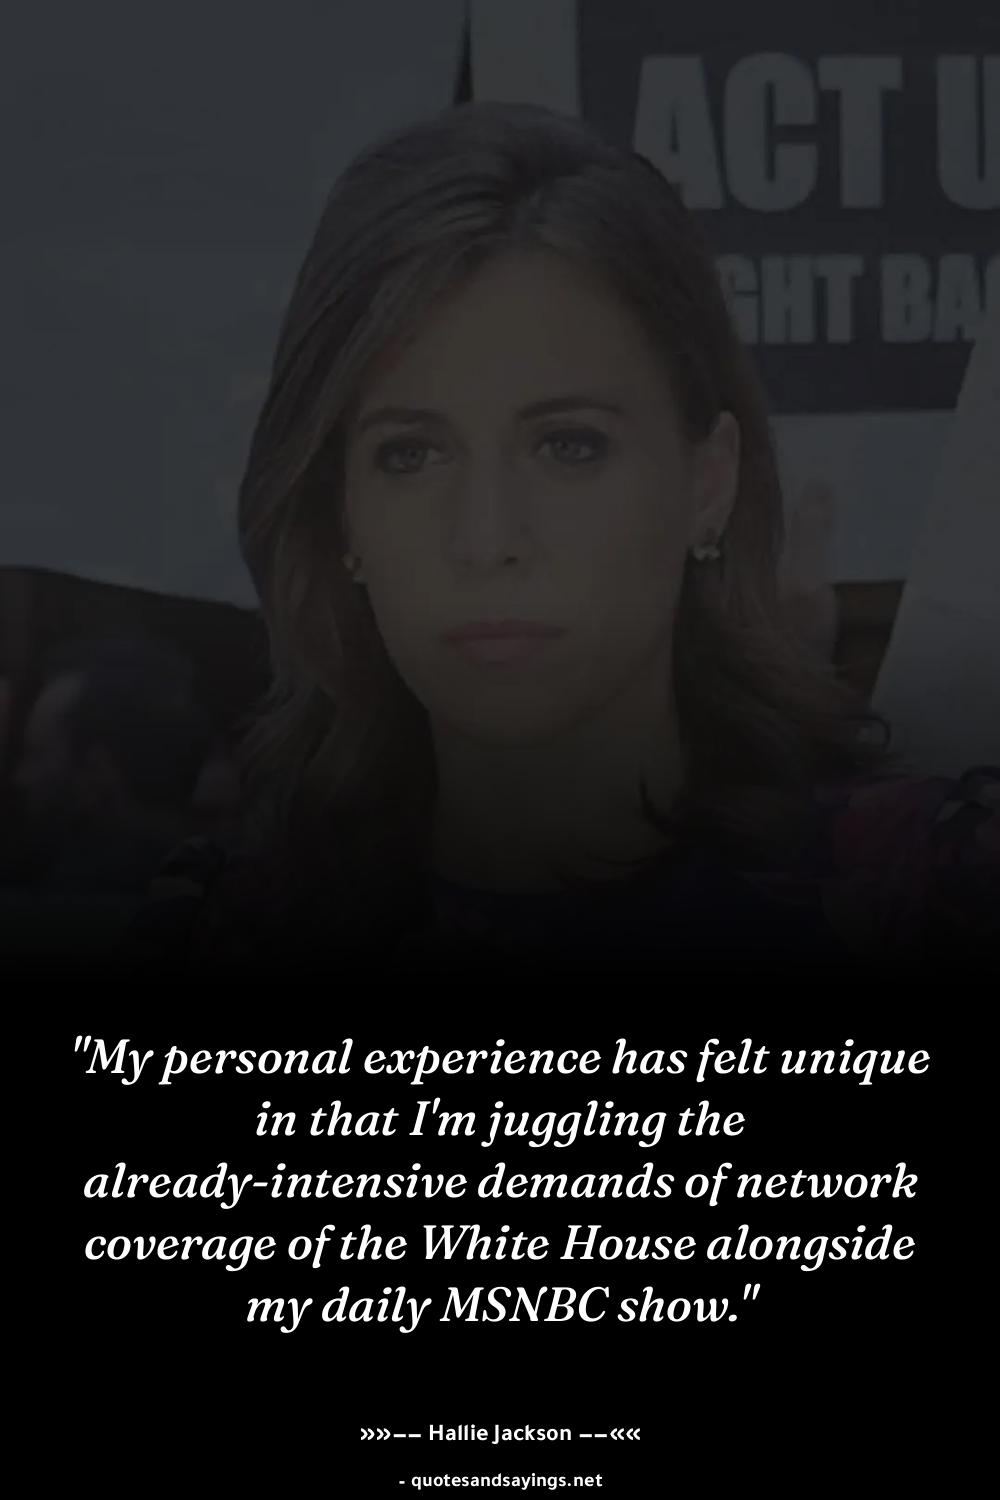 ACT U
GHT BA
"My personal experience has felt unique
in that I'm juggling the
already-intensive demands of network
coverage of the White House alongside
my daily MSNBC show."
»»−− Hallie Jackson −−««
- quotesandsayings.net